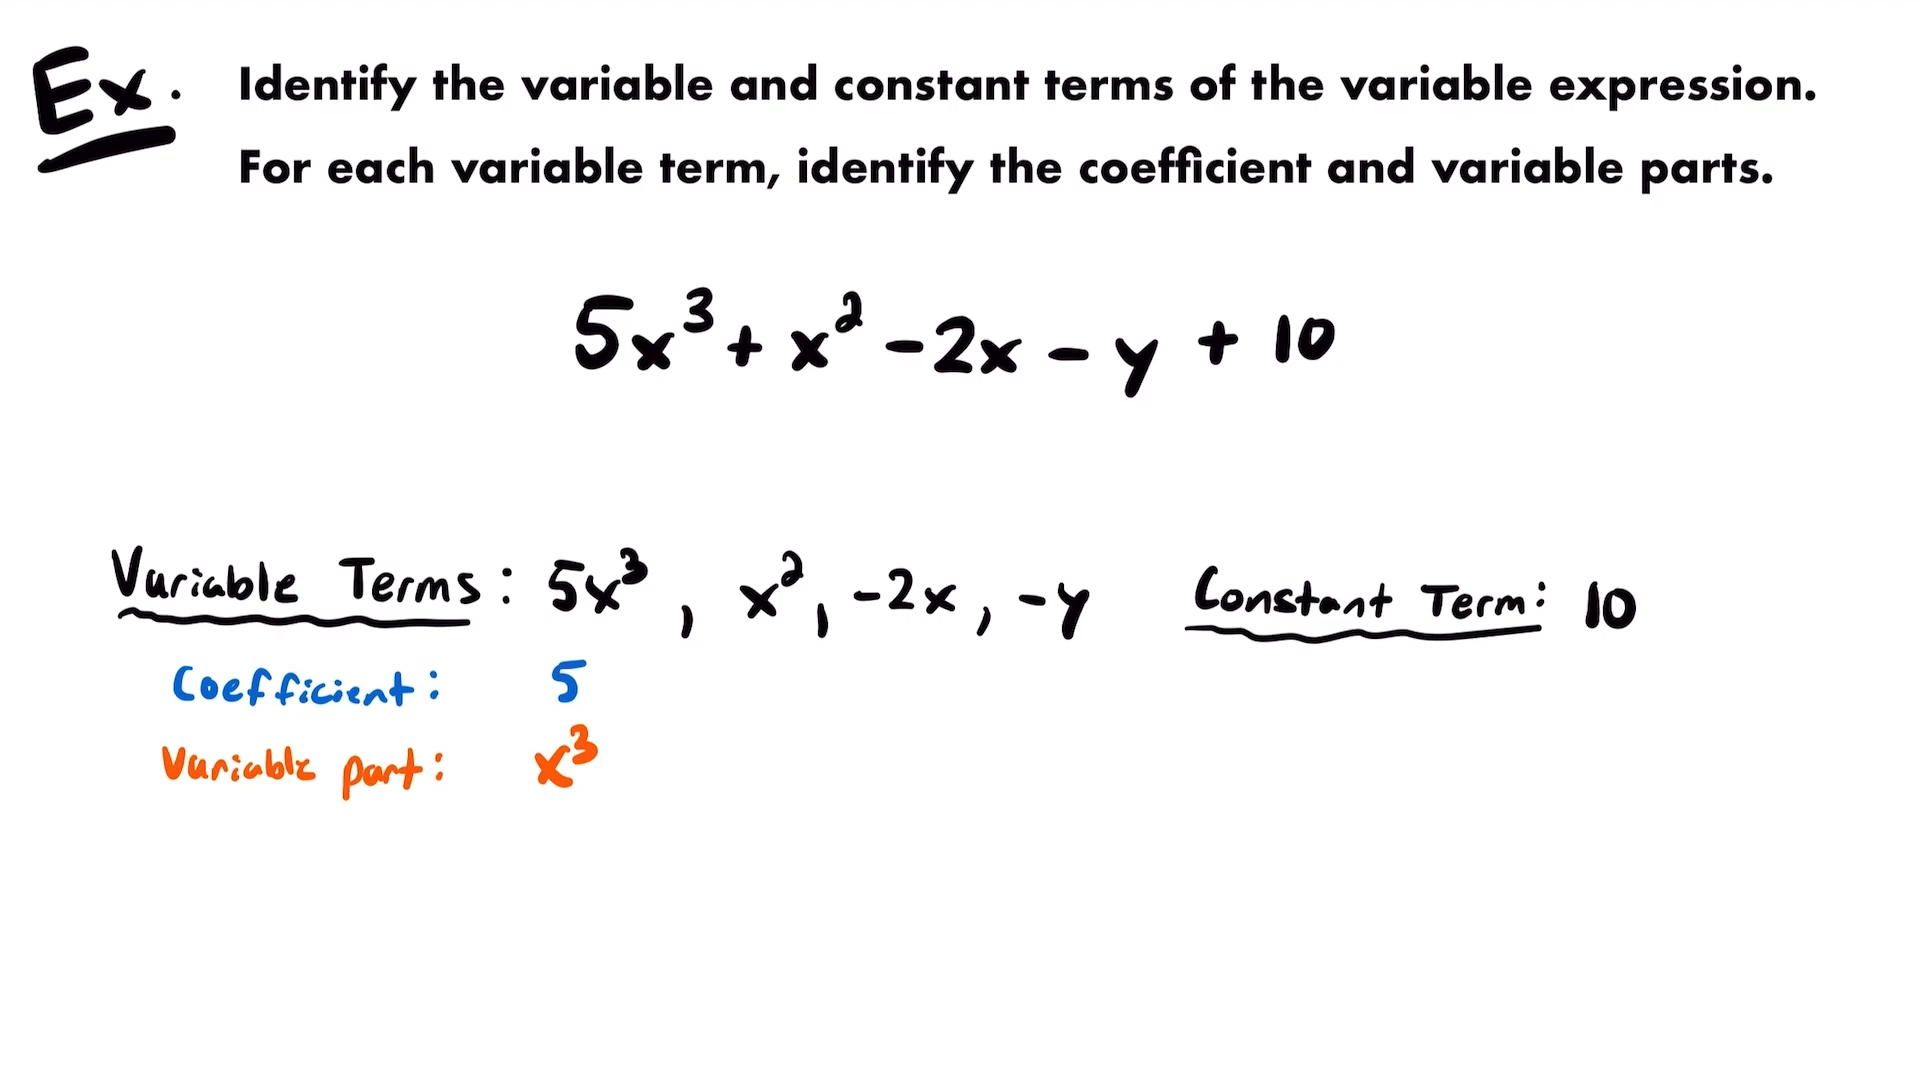 Ex. Identify the variable and constant terms of the variable expression.
For each variable term, identify the coefficient and variable parts.
5x³ + x² - 2x - y + 10
Variable Terms: 5x³, x², -2x, -y Constant Term: 10
Coefficient: 5
Variable part: x³